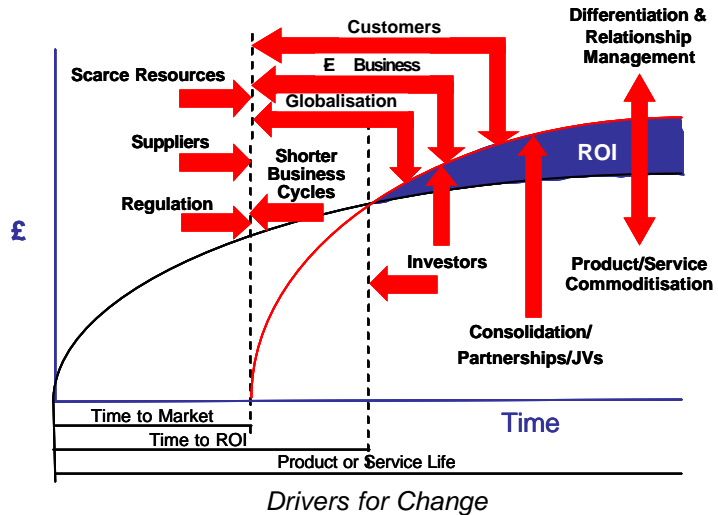 Customers
£ Business
Globalisation
Differentiation &
Relationship
Management
Scarce Resources
Suppliers
Regulation
Shorter
Business
Cycles
ROI
£
Investors
Product/Service
Commoditisation
Consolidation/
Partnerships/JVs
Time to Market
Time
Time to ROI
Product or Service Life
Drivers for Change